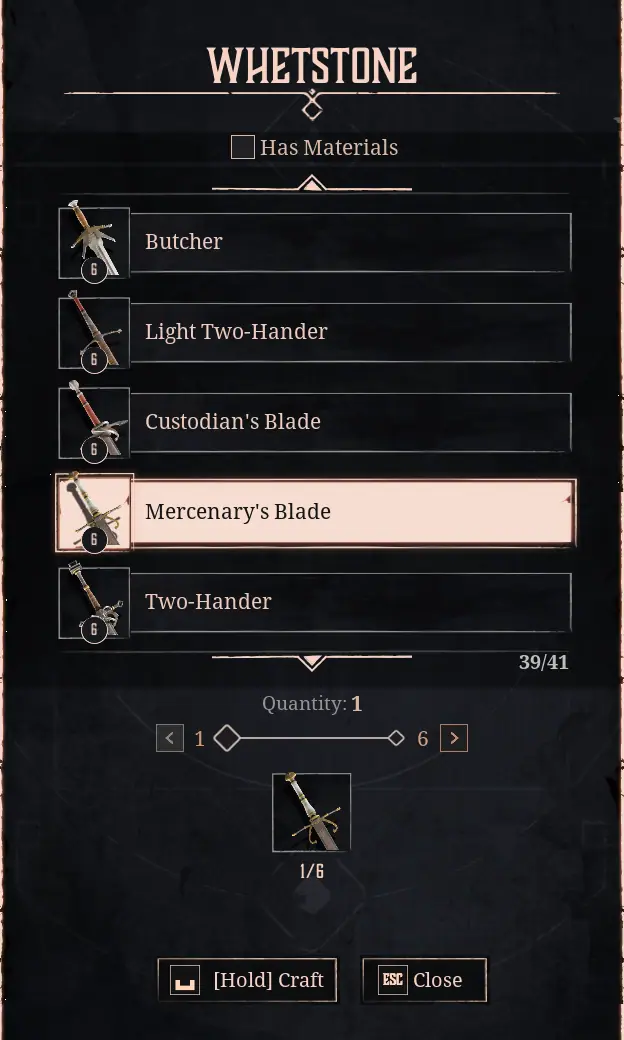 WHETSTONE
Has Materials
6
Butcher
6
Light Two-Hander
6
Custodian's Blade
6
Mercenary's Blade
6
Two-Hander
39/41
Quantity: 1
< 1 6 >
1/6
[Hold] Craft
ESC Close